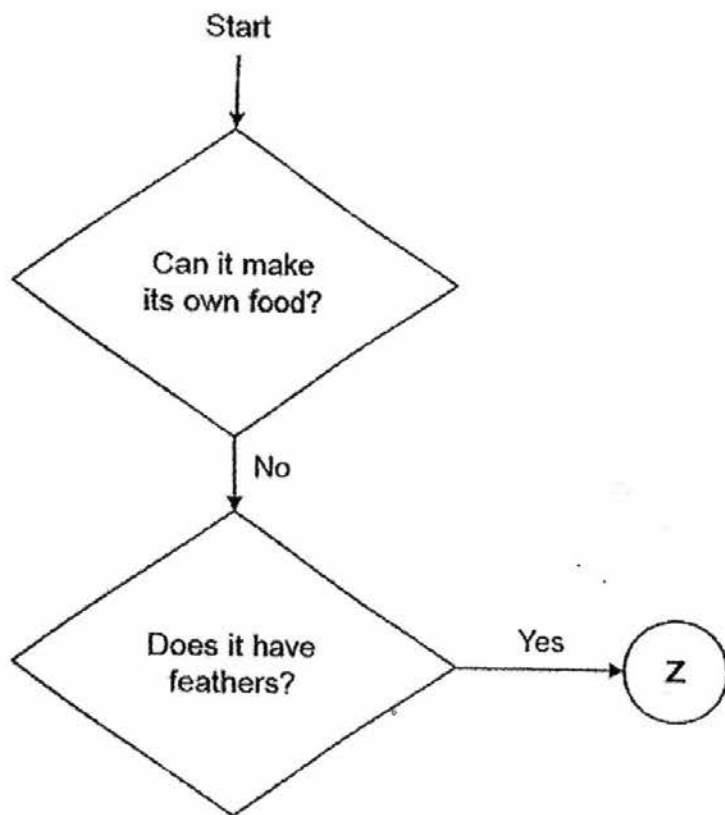 Start
Can it make
its own food?
No
Does it have
feathers?
Yes
Z